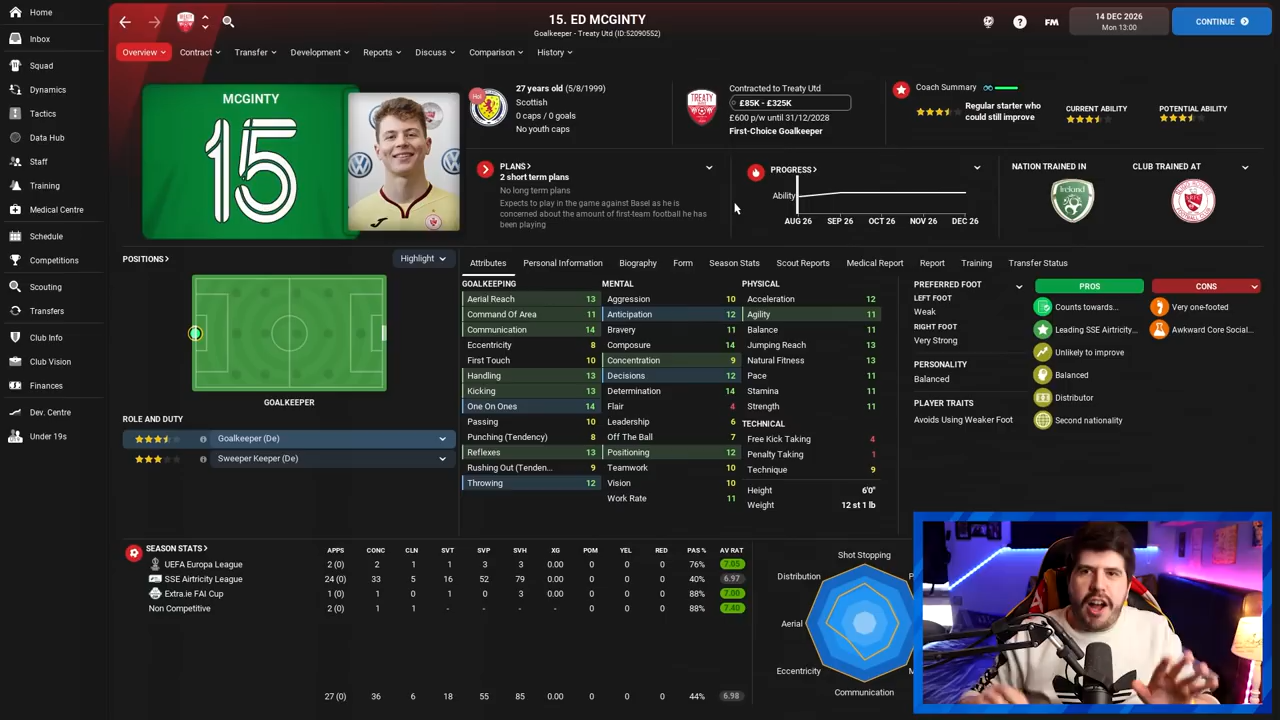 Home
Inbox
Squad
Dynamics
Tactics
Data Hub
Staff
Training
Medical Centre
Schedule
Competitions
Scouting
Transfers
Club Info
Club Vision
Finances
Dev. Centre
Under 19s
15. ED MCGINTY
Goalkeeper - Treaty Utd (ID:52090552)
FM
14 DEC 2026
Mon 13:00
CONTINUE
Overview
Contract
Transfer
Development
Reports
Discuss
Comparison
History
MCGINTY
15
Hol
27 years old (5/8/1999)
Scottish
0 caps / 0 goals
No youth caps
TREATY
Contracted to Treaty Utd
£85K - £325K
£600 p/w until 31/12/2028
First-Choice Goalkeeper
Coach Summary
Regular starter who could still improve
CURRENT ABILITY
POTENTIAL ABILITY
PLANS
2 short term plans
No long term plans
Expects to play in the game against Basel as he is
concerned about the amount of first-team football he has
been playing
PROGRESS
Ability
AUG 26 SEP 26 OCT 26 NOV 26 DEC 26
NATION TRAINED IN
Ireland
CLUB TRAINED AT
POSITIONS
Highlight
GOALKEEPER
ROLE AND DUTY
Goalkeeper (De)
Sweeper Keeper (De)
Attributes
Personal Information
Biography
Form
Season Stats
Scout Reports
Medical Report
Report
Training
Transfer Status
GOALKEEPING
Aerial Reach 13
Command Of Area 11
Communication 14
Eccentricity 8
First Touch 10
Handling 13
Kicking 13
One On Ones 14
Passing 10
Punching (Tendency) 8
Reflexes 13
Rushing Out (Tenden... 9
Throwing 12
MENTAL
Aggression 10
Anticipation 12
Bravery 11
Composure 14
Concentration 9
Decisions 12
Determination 14
Flair 4
Leadership 6
Off The Ball 7
Positioning 12
Teamwork 10
Vision 10
Work Rate 11
PHYSICAL
Acceleration 12
Agility 11
Balance 11
Jumping Reach 13
Natural Fitness 13
Pace 11
Stamina 11
Strength 11
TECHNICAL
Free Kick Taking 4
Penalty Taking 1
Technique 9
Height 6'0"
Weight 12 st 1 lb
PREFERRED FOOT
LEFT FOOT
Weak
RIGHT FOOT
Very Strong
PERSONALITY
Balanced
PLAYER TRAITS
Avoids Using Weaker Foot
PROS
Counts towards...
Leading SSE Airtricity...
Unlikely to improve
Balanced
Distributor
Second nationality
CONS
Very one-footed
Awkward Core Social...
SEASON STATS APPS CONC CLN SVT SVP SVH XG POM YEL RED PAS % AV RAT
UEFA Europa League 2 (0) 2 1 1 3 3 0.00 0 0 0 76% 7.05
SSE Airtricity League 24 (0) 33 5 16 52 79 0.00 0 0 0 40% 6.97
Extra.ie FAI Cup 1 (0) 1 0 1 0 3 0.00 0 0 0 88% 7.00
Non Competitive 2 (0) 1 1 - - - 0.00 0 0 0 88% 7.40
27 (0) 36 6 18 55 85 0.00 0 0 0 44% 6.98
Shot Stopping
Distribution
Aerial
Eccentricity
Communication